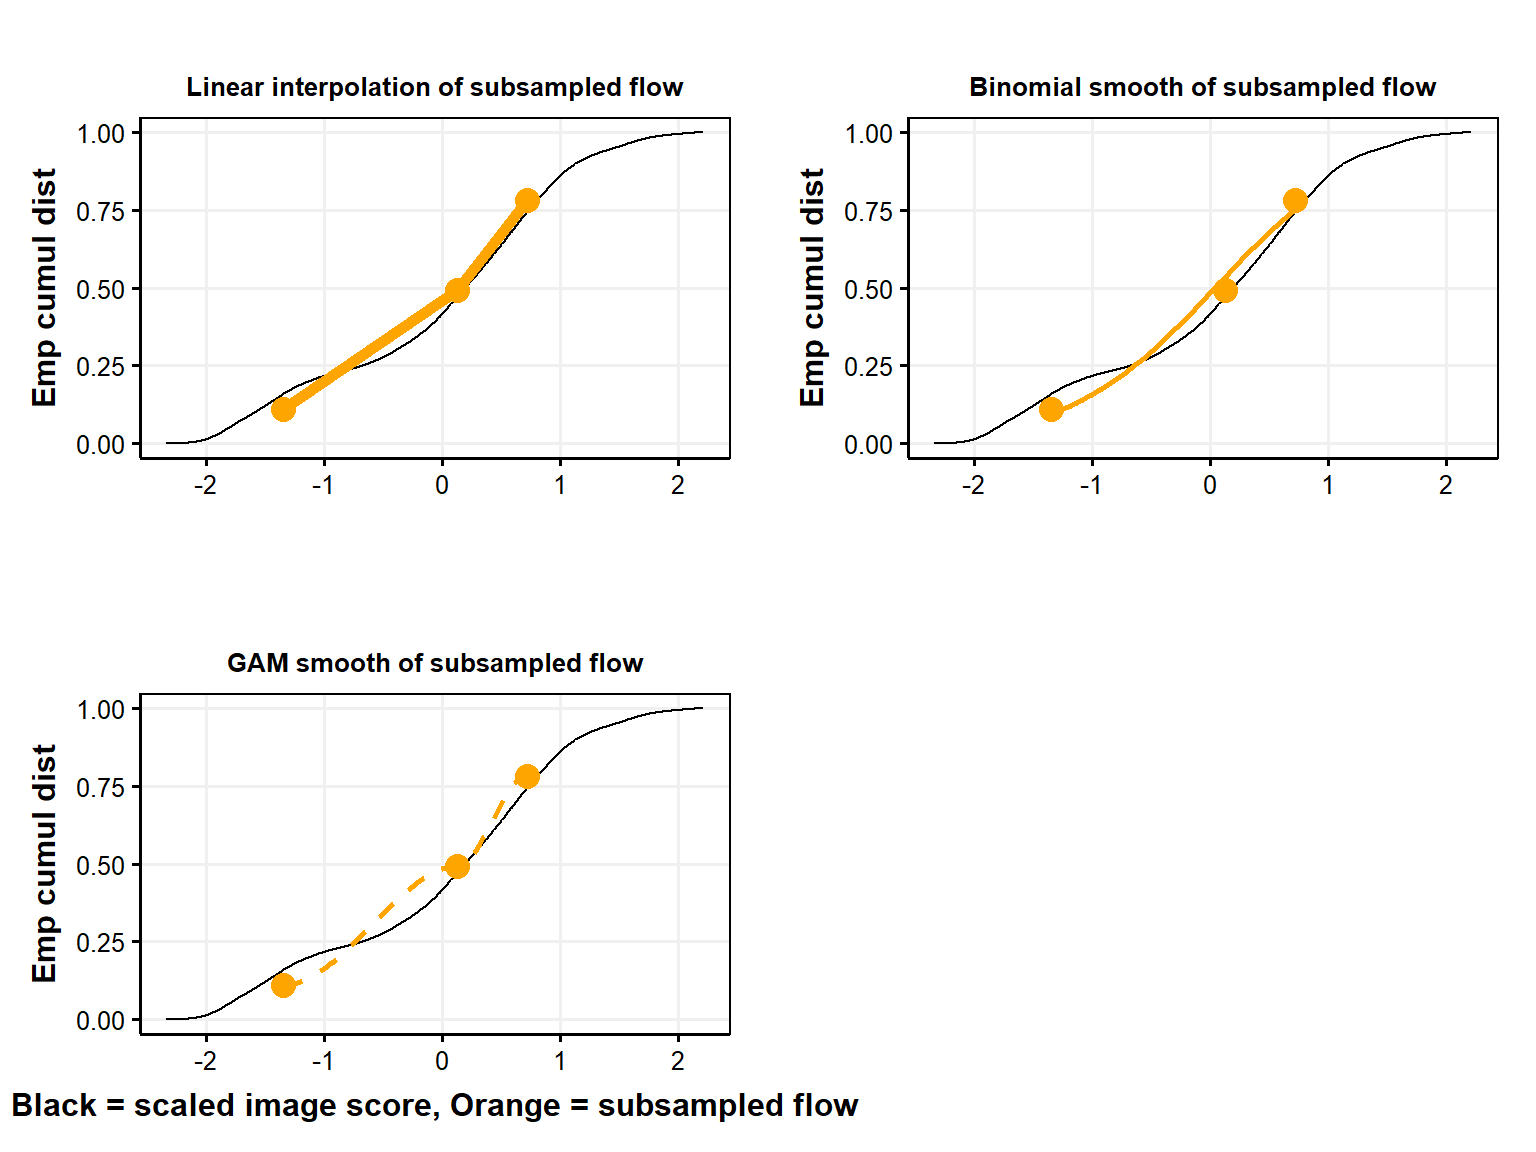 Linear interpolation of subsampled flow
Emp cumul dist
1.00
0.75
0.50
0.25
0.00
-2 -1 0 1 2
Binomial smooth of subsampled flow
Emp cumul dist
1.00
0.75
0.50
0.25
0.00
-2 -1 0 1 2
GAM smooth of subsampled flow
Emp cumul dist
1.00
0.75
0.50
0.25
0.00
-2 -1 0 1 2
Black = scaled image score, Orange = subsampled flow